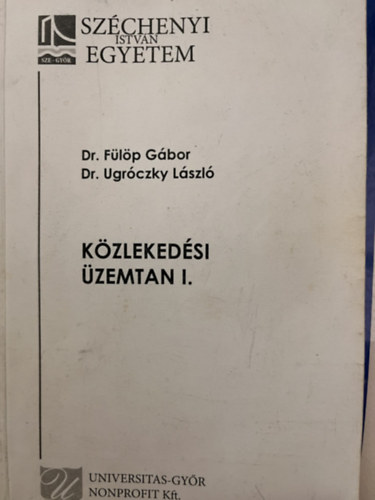 SZÉCHENYI
ISTVÁN
EGYETEM
SZE-GYŐR
Dr. Fülöp Gábor
Dr. Ugróczky László
KÖZLEKEDÉSI
ÜZEMTAN I.
UNIVERSITAS-GYŐR
NONPROFIT Kft.